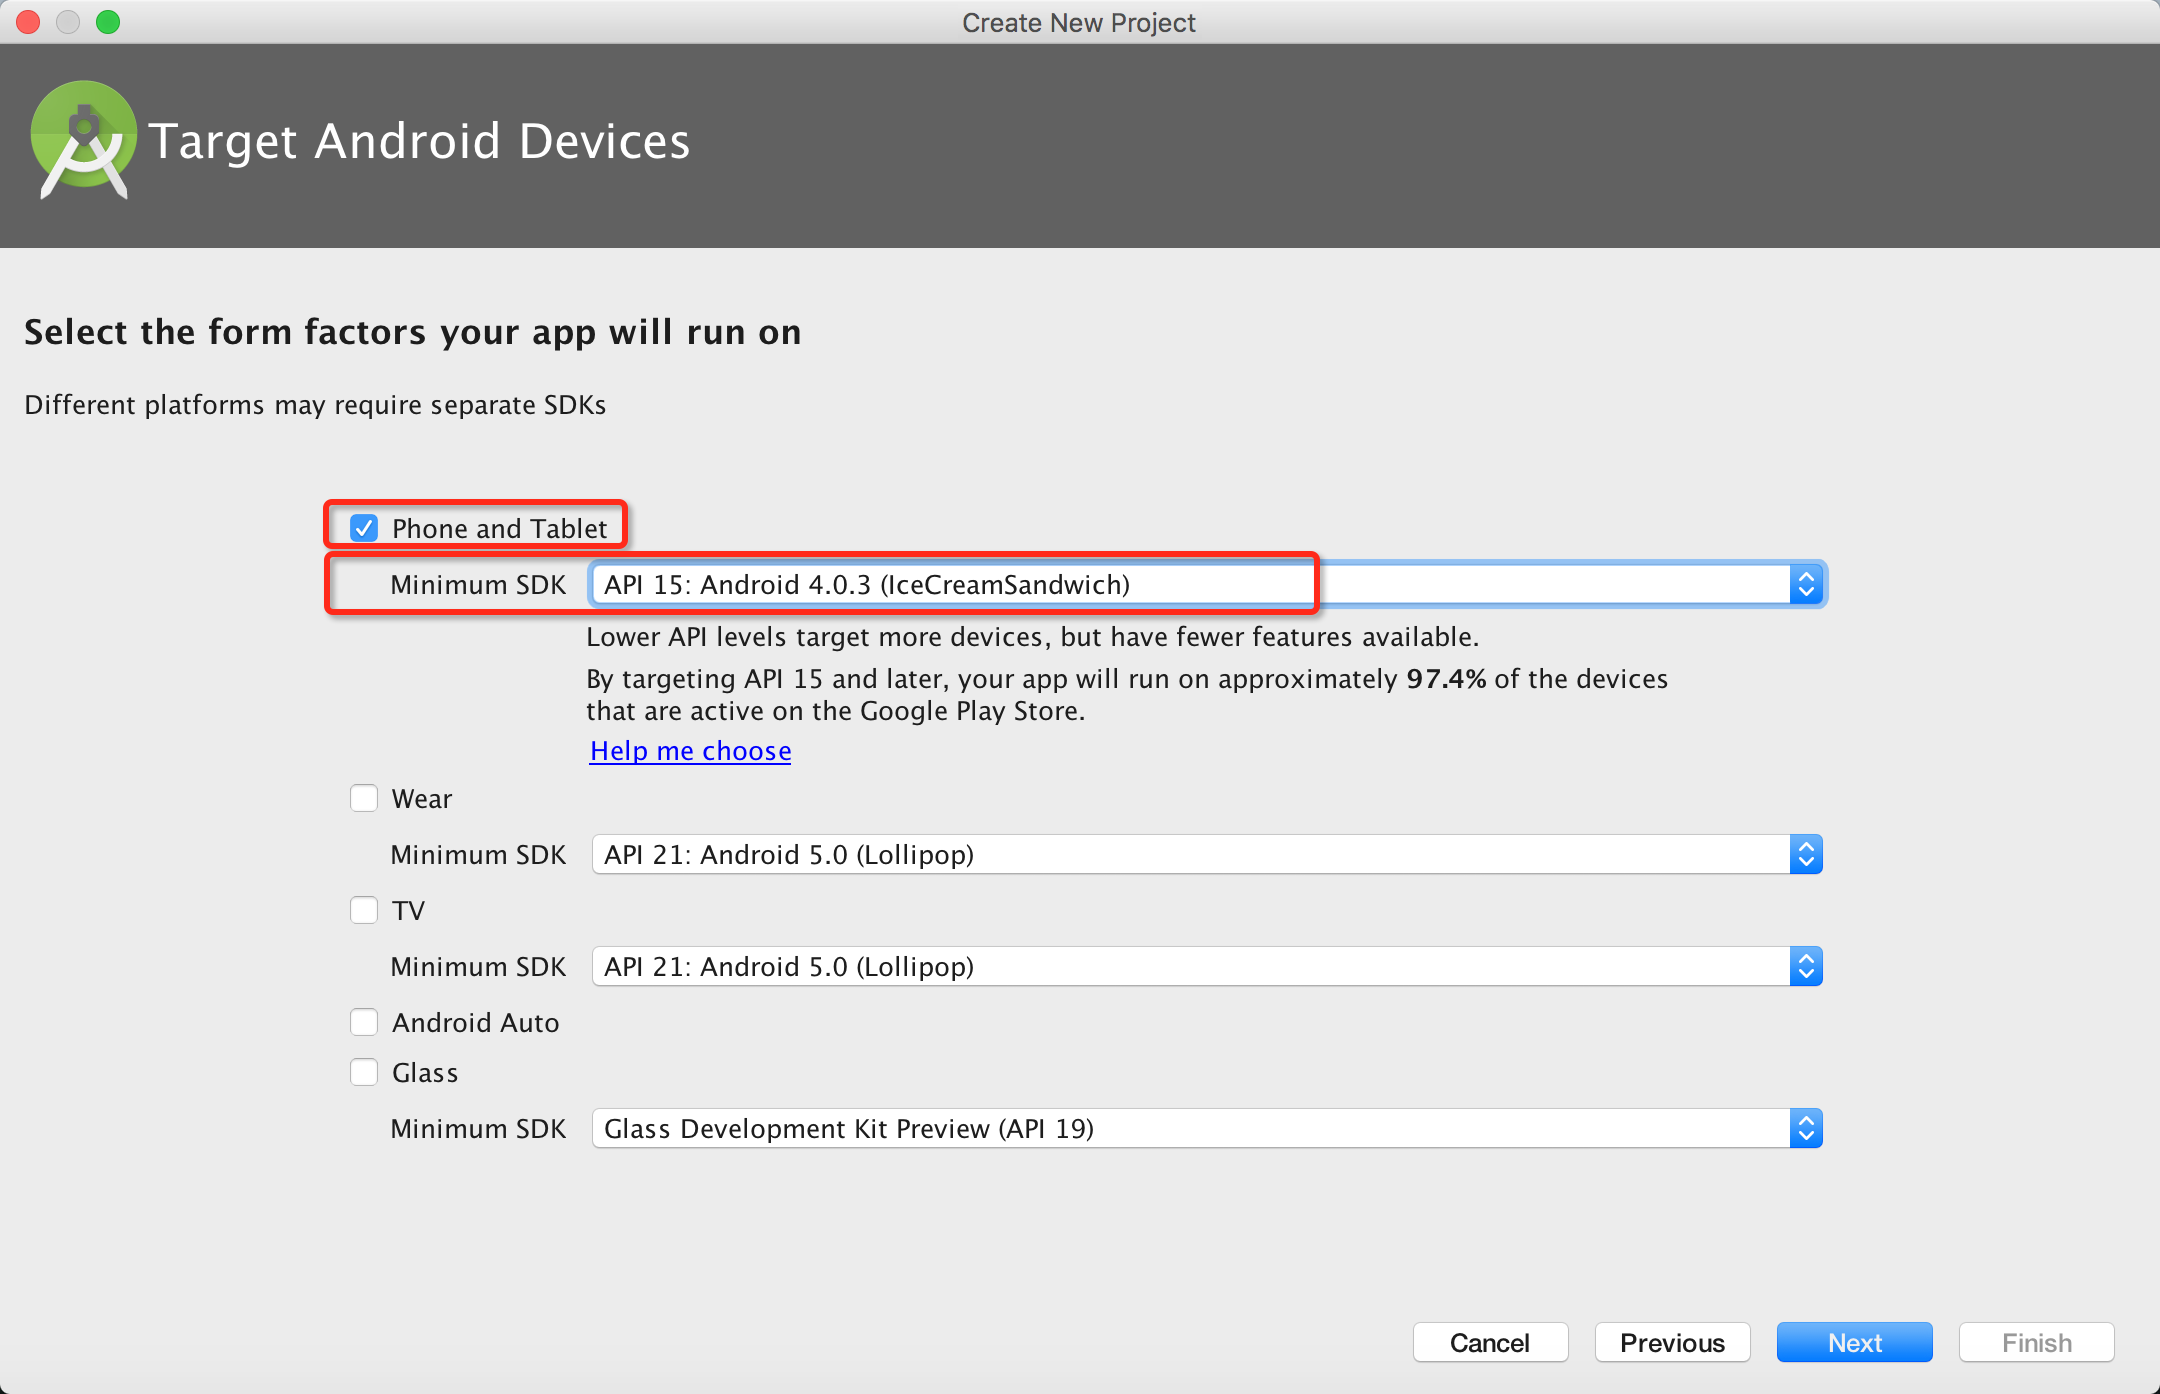 Create New Project
Target Android Devices
Select the form factors your app will run on
Different platforms may require separate SDKs
Phone and Tablet
Minimum SDK API 15: Android 4.0.3 (IceCreamSandwich)
Lower API levels target more devices, but have fewer features available.
By targeting API 15 and later, your app will run on approximately 97.4% of the devices
that are active on the Google Play Store.
Help me choose
Wear
Minimum SDK API 21: Android 5.0 (Lollipop)
TV
Minimum SDK API 21: Android 5.0 (Lollipop)
Android Auto
Glass
Minimum SDK Glass Development Kit Preview (API 19)
Cancel Previous Next Finish